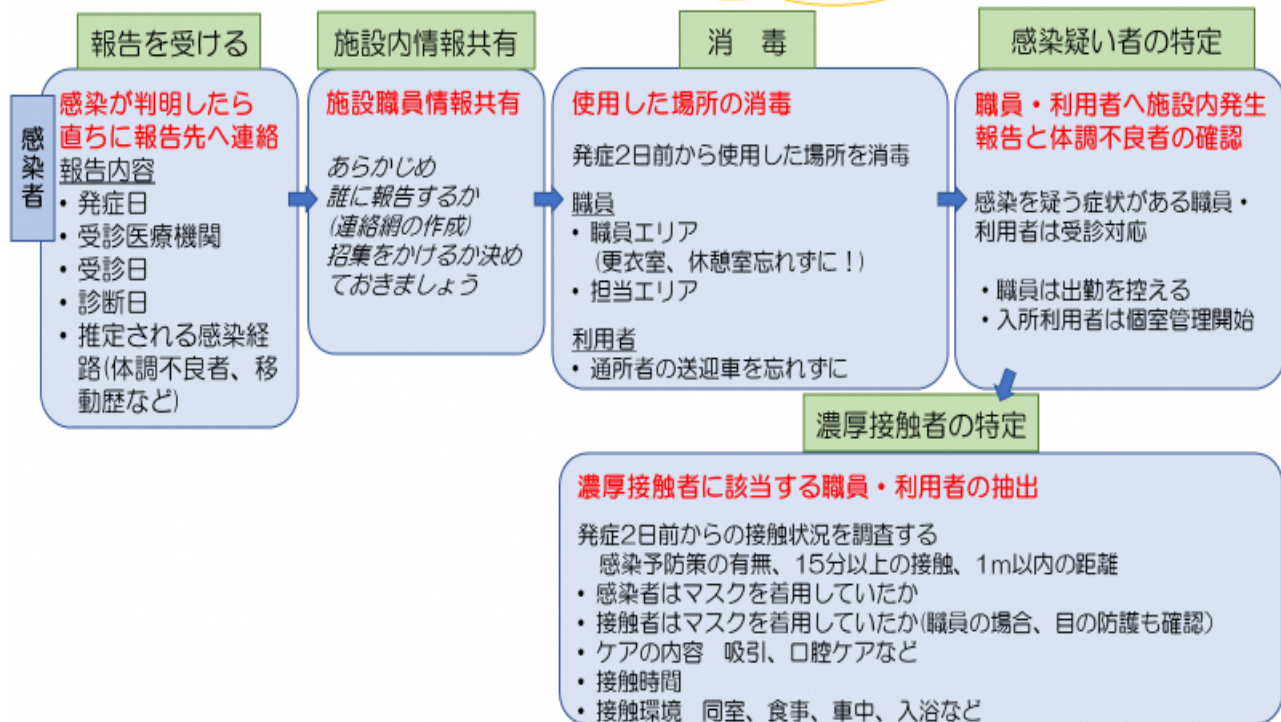 報告を受ける
感染者
感染が判明したら
直ちに報告先へ連絡
報告内容
• 発症日
• 受診医療機関
• 受診日
• 診断日
• 推定される感染経
路(体調不良者、移
動歴など)
施設内情報共有
施設職員情報共有
あらかじめ
誰に報告するか
(連絡網の作成)
招集をかけるか決め
ておきましょう
消 毒
使用した場所の消毒
発症2日前から使用した場所を消毒
職員
• 職員エリア
(更衣室、休憩室忘れずに!)
• 担当エリア
利用者
• 通所者の送迎車を忘れずに
感染疑い者の特定
職員・利用者へ施設内発生
報告と体調不良者の確認
感染を疑う症状がある職員・
利用者は受診対応
• 職員は出勤を控える
• 入所利用者は個室管理開始
濃厚接触者の特定
濃厚接触者に該当する職員・利用者の抽出
発症2日前からの接触状況を調査する
感染予防策の有無、15分以上の接触、1m以内の距離
• 感染者はマスクを着用していたか
• 接触者はマスクを着用していたか(職員の場合、目の防護も確認)
• ケアの内容 吸引、口腔ケアなど
• 接触時間
• 接触環境 同室、食事、車中、入浴など